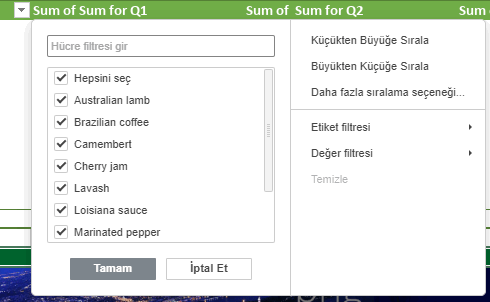 Sum of Sum for Q1 Sum of Sum for Q2 Sum
Hücre filtresi gir
Hepsini seç
Australian lamb
Brazilian coffee
Camembert
Cherry jam
Lavash
Loisiana sauce
Marinated pepper
Tamam İptal Et
Küçükten Büyüğe Sırala
Büyükten Küçüğe Sırala
Daha fazla sıralama seçeneği...
Etiket filtresi
Değer filtresi
Temizle